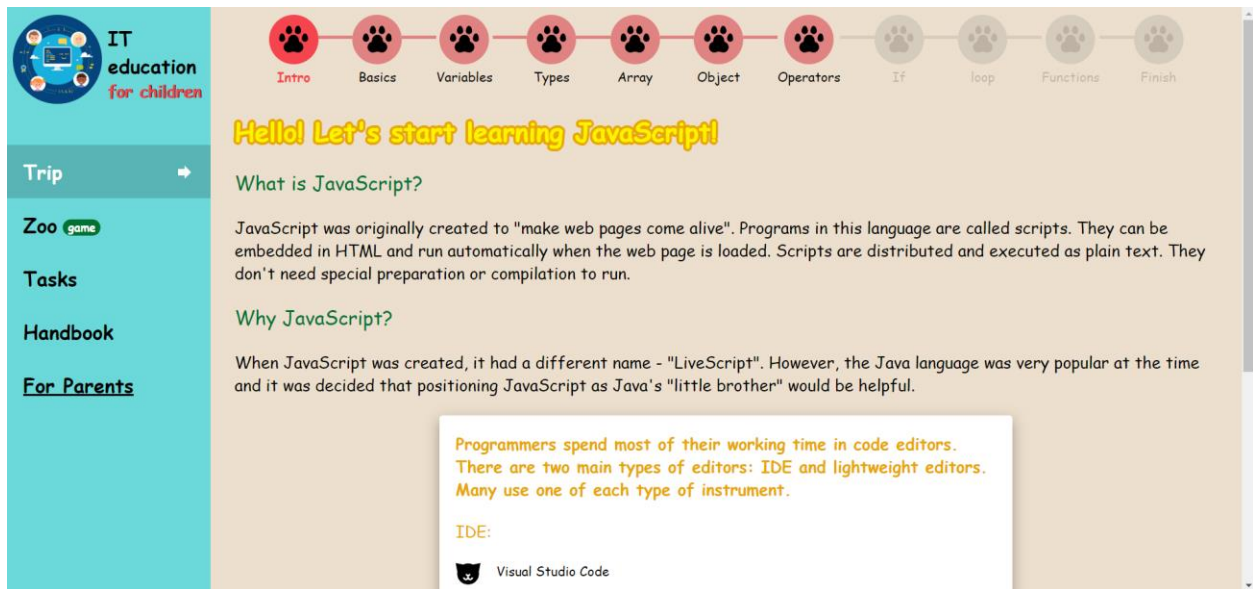 IT
education
for children
Intro
Basics
Variables
Types
Array
Object
Operators
If
loop
Functions
Finish
Hello! Let's start learning JavaScript!
Trip
What is JavaScript?
Zoo game
JavaScript was originally created to "make web pages come alive". Programs in this language are called scripts. They can be
embedded in HTML and run automatically when the web page is loaded. Scripts are distributed and executed as plain text. They
don't need special preparation or compilation to run.
Tasks
Handbook
For Parents
Why JavaScript?
When JavaScript was created, it had a different name - "LiveScript". However, the Java language was very popular at the time
and it was decided that positioning JavaScript as Java's "little brother" would be helpful.
Programmers spend most of their working time in code editors.
There are two main types of editors: IDE and lightweight editors.
Many use one of each type of instrument.
IDE:
Visual Studio Code